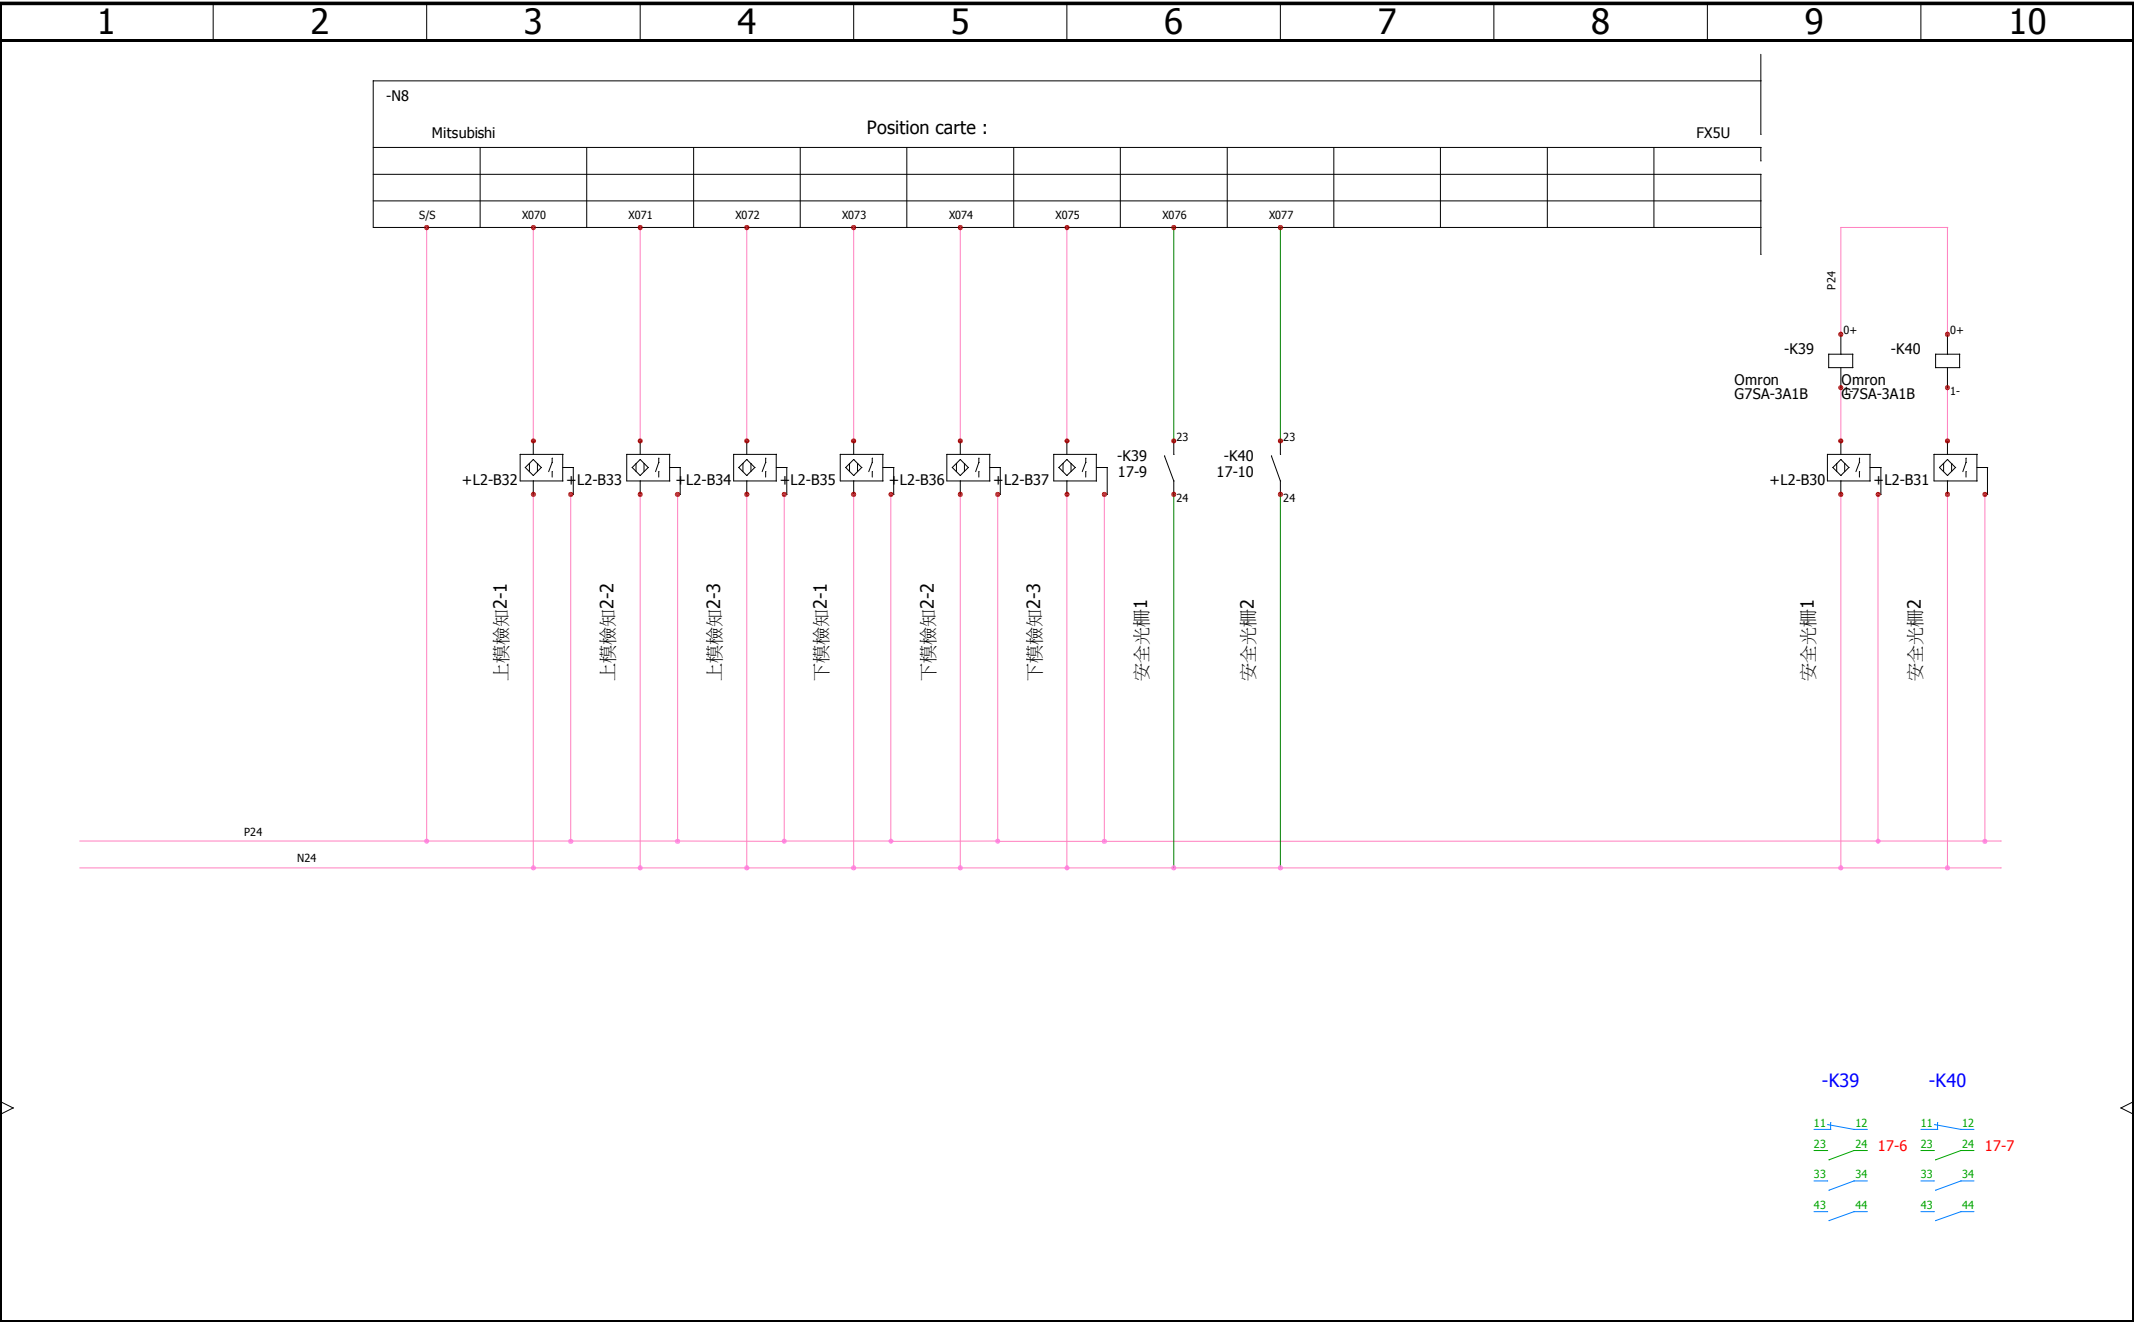 1 2 3 4 5 6 7 8 9 10
-N8
Mitsubishi Position carte : FX5U
S/S X070 X071 X072 X073 X074 X075 X076 X077
P24
0+ 0+
-K39 -K40
Omron Omron
G7SA-3A1B G7SA-3A1B
1-
23 23
-K39 -K40
17-9 17-10
+L2-B32 +L2-B33 +L2-B34 +L2-B35 +L2-B36 +L2-B37 +L2-B30 +L2-B31
24 24
上模檢知2-1
上模檢知2-2
上模檢知2-3
下模檢知2-1
下模檢知2-2
下模檢知2-3
安全光柵1
安全光柵2
安全光柵1
安全光柵2
P24
N24
-K39 -K40
11 12 11 12
23 24 17-6 23 24 17-7
33 34 33 34
43 44 43 44